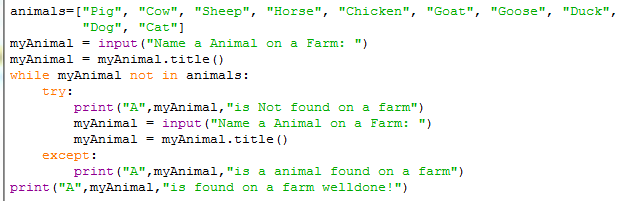 animals=["Pig", "Cow", "Sheep", "Horse", "Chicken", "Goat", "Goose", "Duck",
         "Dog", "Cat"]
myAnimal = input("Name a Animal on a Farm: ")
myAnimal = myAnimal.title()
while myAnimal not in animals:
    try:
        print("A",myAnimal,"is Not found on a farm")
        myAnimal = input("Name a Animal on a Farm: ")
        myAnimal = myAnimal.title()
    except:
        print("A",myAnimal,"is a animal found on a farm")
print("A",myAnimal,"is found on a farm welldone!")